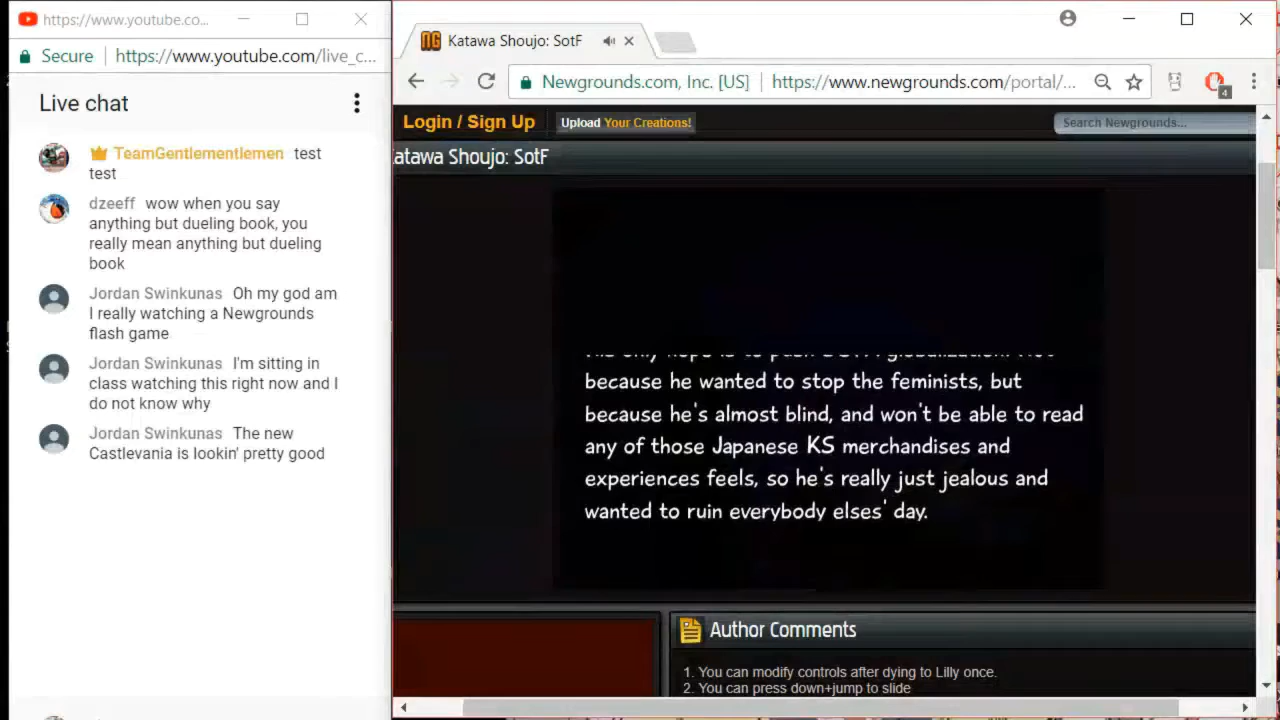 https://www.youtube.co...
Secure https://www.youtube.com/live_c...
Live chat
TeamGentlementlemen test
test
dzeeff wow when you say
anything but dueling book, you
really mean anything but dueling
book
Jordan Swinkunas Oh my god am
I really watching a Newgrounds
flash game
Jordan Swinkunas I'm sitting in
class watching this right now and I
do not know why
Jordan Swinkunas The new
Castlevania is lookin' pretty good
NG Katawa Shoujo: SotF
Newgrounds.com, Inc. [US] https://www.newgrounds.com/portal/...
4
Login / Sign Up Upload Your Creations! Search Newgrounds...
atawa Shoujo: SotF
because he wanted to stop the feminists, but
because he's almost blind, and won't be able to read
any of those Japanese KS merchandises and
experiences feels, so he's really just jealous and
wanted to ruin everybody elses' day.
Author Comments
1. You can modify controls after dying to Lilly once.
2. You can press down+jump to slide